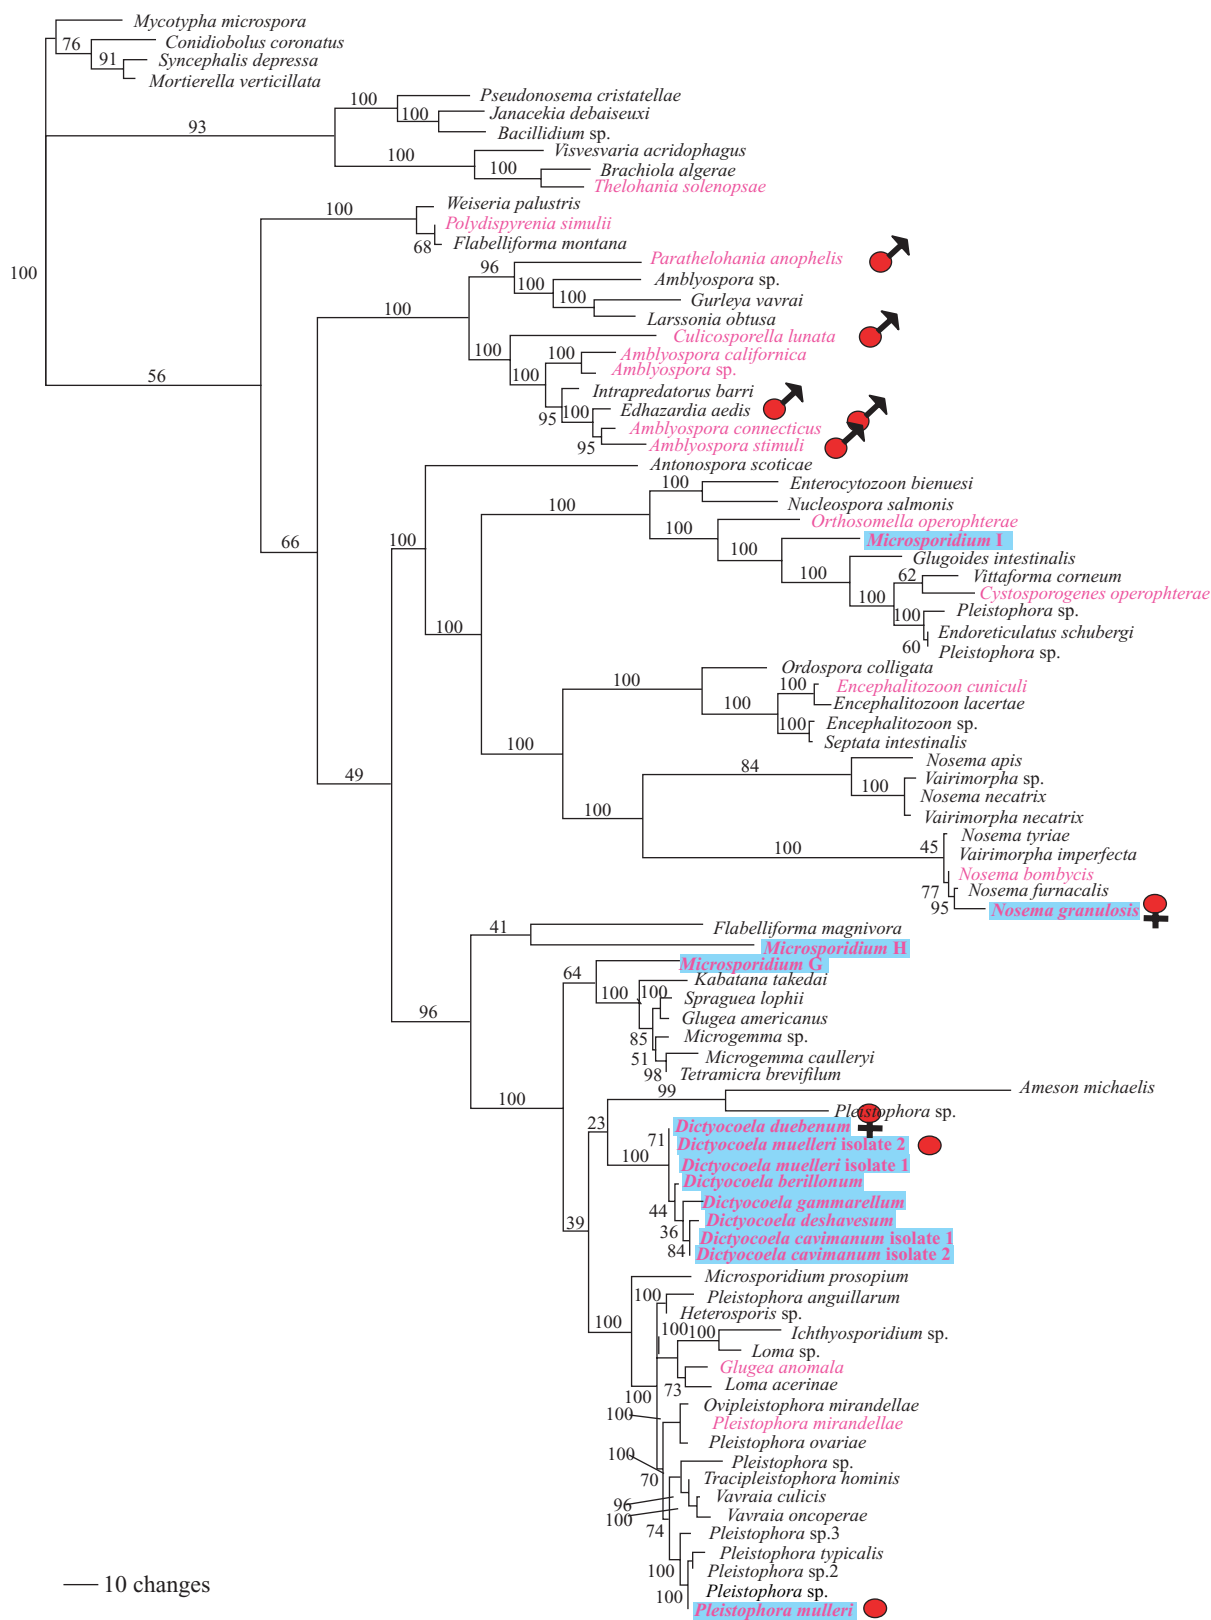 Mycotypha microspora
76
Conidiobolus coronatus
91
Syncephalis depressa
Mortierella verticillata
Pseudonosema cristatellae
100
Janacekia debaiseuxi
100
93
Bacillidium sp.
Visvesvaria acridophagus
100
Brachiola algerae
100
Thelohania solenopsae
Weiseria palustris
100
Polydispyrenia simulii
68
Flabelliforma montana
Parathelohania anophelis
96
100
Amblyospora sp.
100
Gurleya vavrai
100
Larssonia obtusa
100
Culicosporella lunata
100
100
Amblyospora californica
Amblyospora sp.
56
100
Intrapredatorus barri
95
100
Edhazardia aedis
Amblyospora connecticus
95
Amblyospora stimuli
Antonospora scoticae
100
Enterocytozoon bienuesi
Nucleospora salmonis
100
Orthosomella operophterae
100
66
100
Microsporidium I
100
Glugoides intestinalis
100
62
Vittaforma corneum
100
Cystosporogenes operophterae
100
Pleistophora sp.
100
Endoreticulatus schubergi
60
Pleistophora sp.
Ordospora colligata
100
100
Encephalitozoon cuniculi
100
Encephalitozoon lacertae
100
Encephalitozoon sp.
100
Septata intestinalis
49
Nosema apis
84
Vairimorpha sp.
100
Nosema necatrix
100
Vairimorpha necatrix
Nosema tyriae
100
45
Vairimorpha imperfecta
Nosema bombycis
77
Nosema furnacalis
95
Nosema granulosis
41
Flabelliforma magnivora
Microsporidium H
Microsporidium G
64
Kabatana takedai
100
100
Spraguea lophii
96
Glugea americanus
85
Microgemma sp.
51
Microgemma caulleryi
98
Tetramicra brevifilum
Ameson michaelis
99
100
Pleistophora sp.
23
Dictyocoela duebenum
71
Dictyocoela muelleri isolate 2
100
Dictyocoela muelleri isolate 1
Dictyocoela berillonum
Dictyocoela gammarellum
44
Dictyocoela deshavesum
39
36
Dictyocoela cavimanum isolate 1
84
Dictyocoela cavimanum isolate 2
Microsporidium prosopium
100
Pleistophora anguillarum
Heterosporis sp.
100
100
100
Ichthyosporidium sp.
Loma sp.
Glugea anomala
73
Loma acerinae
100
Ovipleistophora mirandellae
100
Pleistophora mirandellae
Pleistophora ovariae
100
Pleistophora sp.
70
Tracipleistophora hominis
96
Vavraia culicis
100
Vavraia oncoperae
74
Pleistophora sp.3
Pleistophora typicalis
100
Pleistophora sp.2
100
Pleistophora sp.
Pleistophora mulleri
10 changes